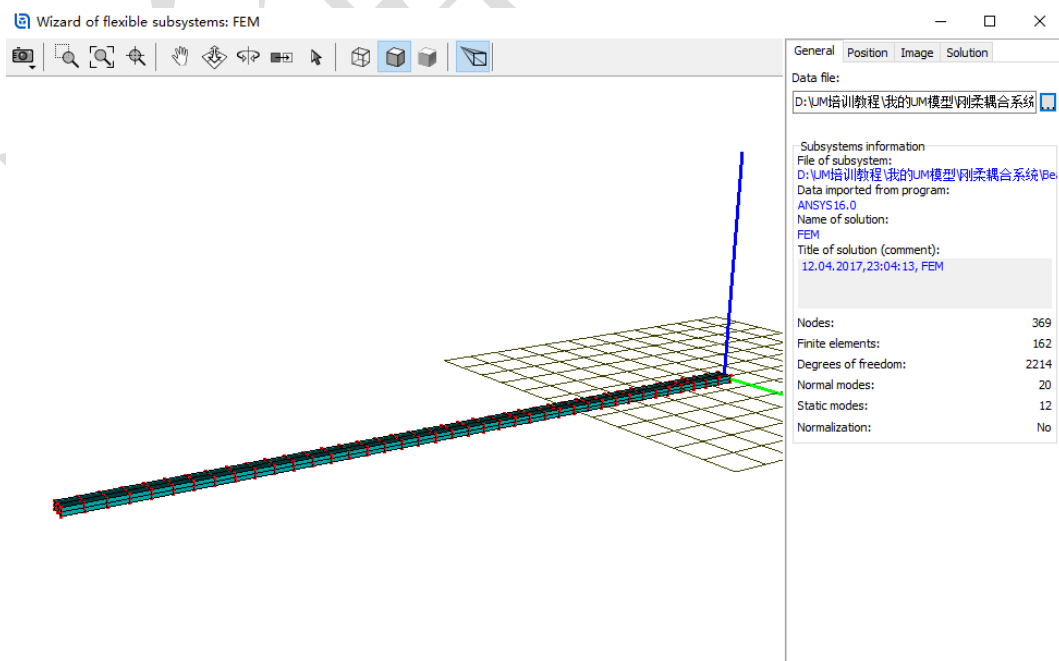 Wizard of flexible subsystems: FEM
General Position Image Solution
Data file:
D:\UM培训教程\我的UM模型\刚柔耦合系统
Subsystems information
File of subsystem:
D:\UM培训教程\我的UM模型\刚柔耦合系统\Bea
Data imported from program:
ANSYS16.0
Name of solution:
FEM
Title of solution (comment):
12.04.2017,23:04:13, FEM
Nodes: 369
Finite elements: 162
Degrees of freedom: 2214
Normal modes: 20
Static modes: 12
Normalization: No